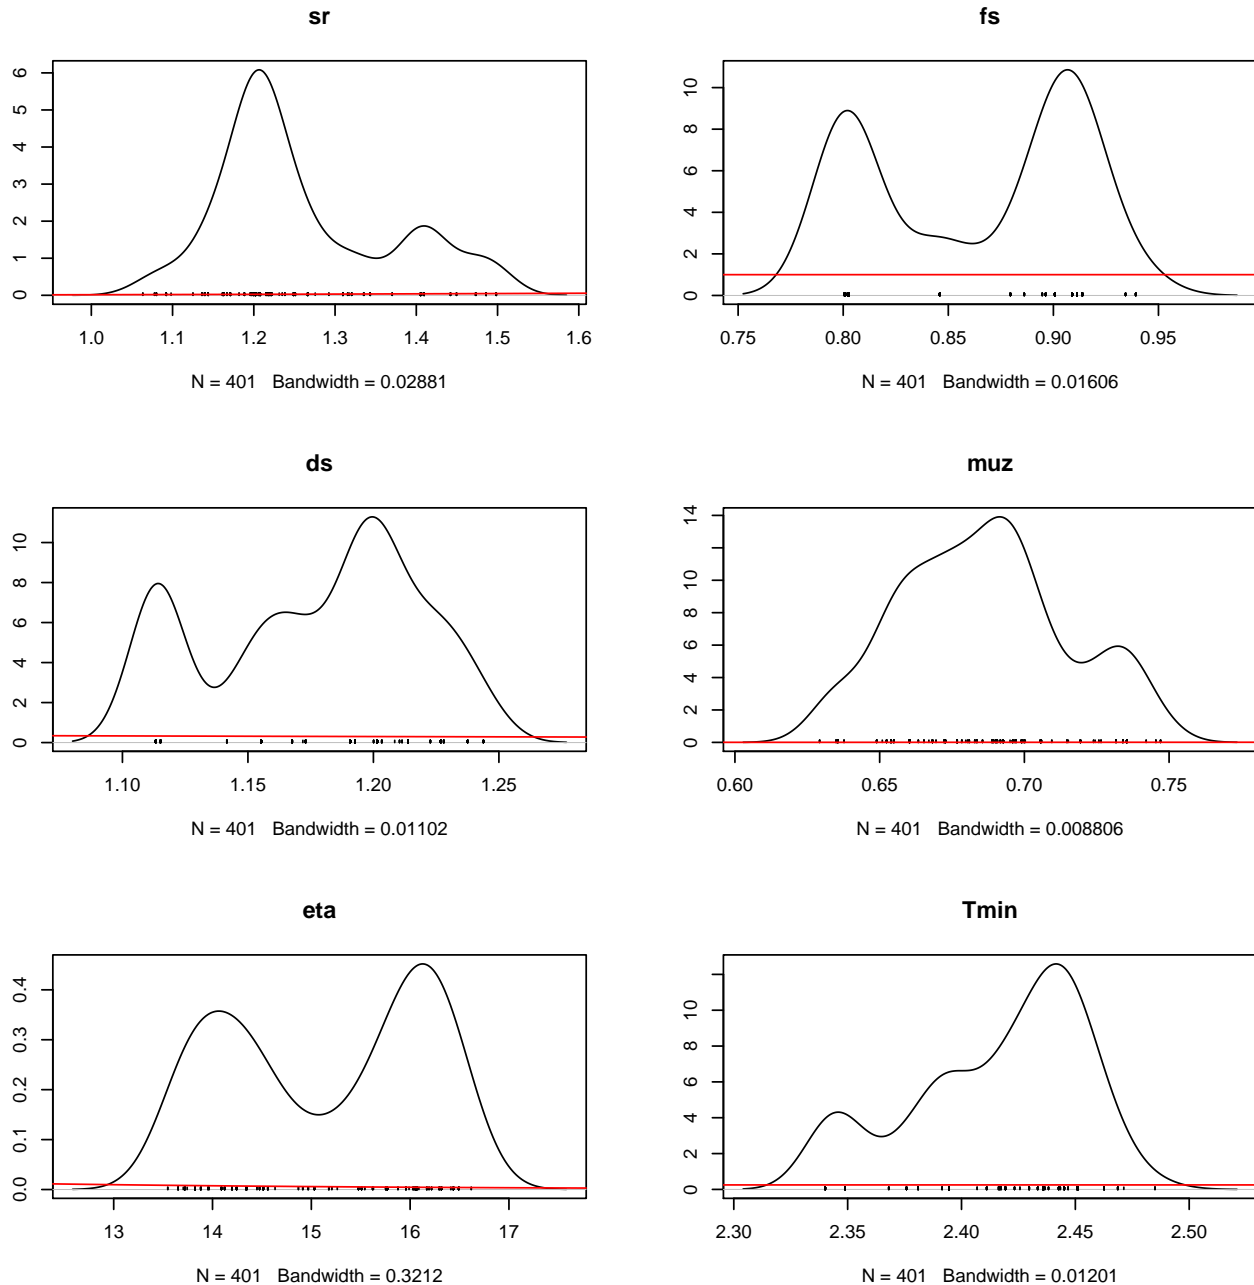 sr
6
5
4
3
2
1
0
1.0 1.1 1.2 1.3 1.4 1.5 1.6
N = 401 Bandwidth = 0.02881
fs
10
8
6
4
2
0
0.75 0.80 0.85 0.90 0.95
N = 401 Bandwidth = 0.01606
ds
10
8
6
4
2
0
1.10 1.15 1.20 1.25
N = 401 Bandwidth = 0.01102
muz
14
10
8
6
4
2
0
0.60 0.65 0.70 0.75
N = 401 Bandwidth = 0.008806
eta
0.4
0.3
0.2
0.1
0.0
13 14 15 16 17
N = 401 Bandwidth = 0.3212
Tmin
10
8
6
4
2
0
2.30 2.35 2.40 2.45 2.50
N = 401 Bandwidth = 0.01201